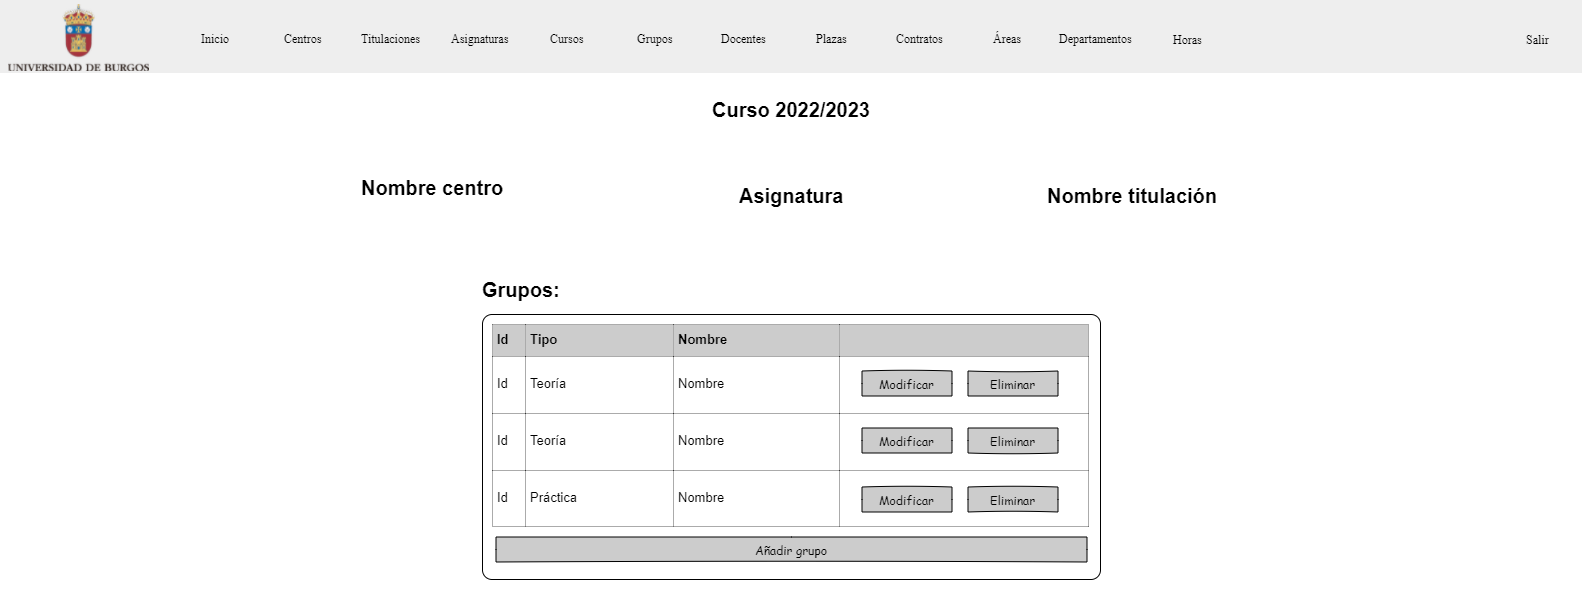 UNIVERSIDAD DE BURGOS
Inicio Centros Titulaciones Asignaturas Cursos Grupos Docentes Plazas Contratos Áreas Departamentos Horas Salir
Curso 2022/2023
Nombre centro Asignatura Nombre titulación
Grupos:
Id Tipo Nombre
Id Teoría Nombre Modificar Eliminar
Id Teoría Nombre Modificar Eliminar
Id Práctica Nombre Modificar Eliminar
Añadir grupo